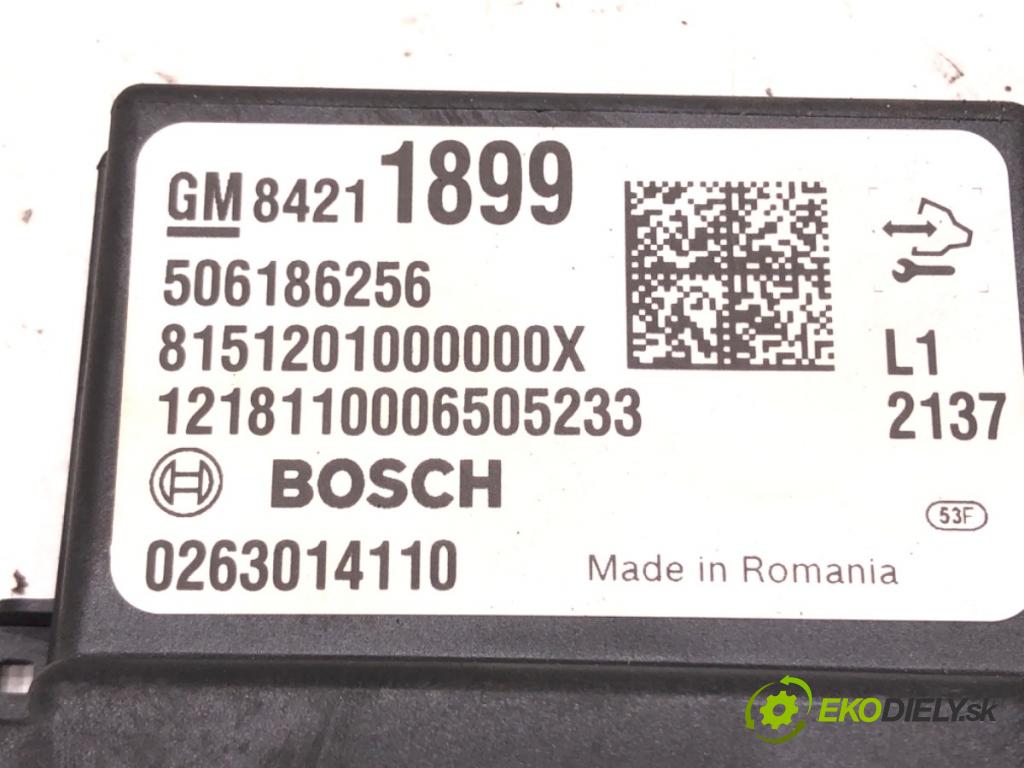 GM 8421 1899
506186256
8151201000000X
1218110006505233
L1
2137
BOSCH
53F
0263014110
Made in Romania
EKODIELY.sk